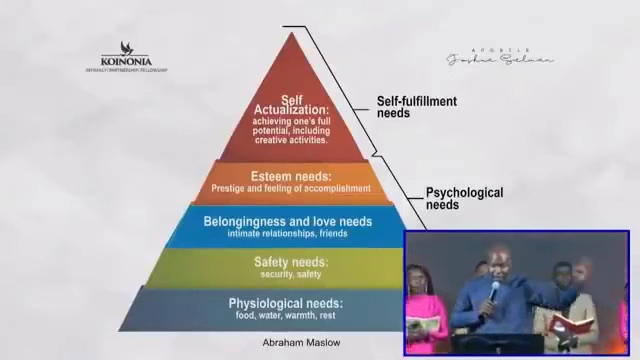 KOINONIA
INTIMACY|PARTNERSHIP|FELLOWSHIP
APOSTLE
Joshua Selman
Self
Actualization:
achieving one's full
potential, including
creative activities.
Self-fulfillment
needs
Esteem needs:
Prestige and feeling of accomplishment
Psychological
needs
Belongingness and love needs
intimate relationships, friends
Safety needs:
security, safety
Physiological needs:
food, water, warmth, rest
Abraham Maslow